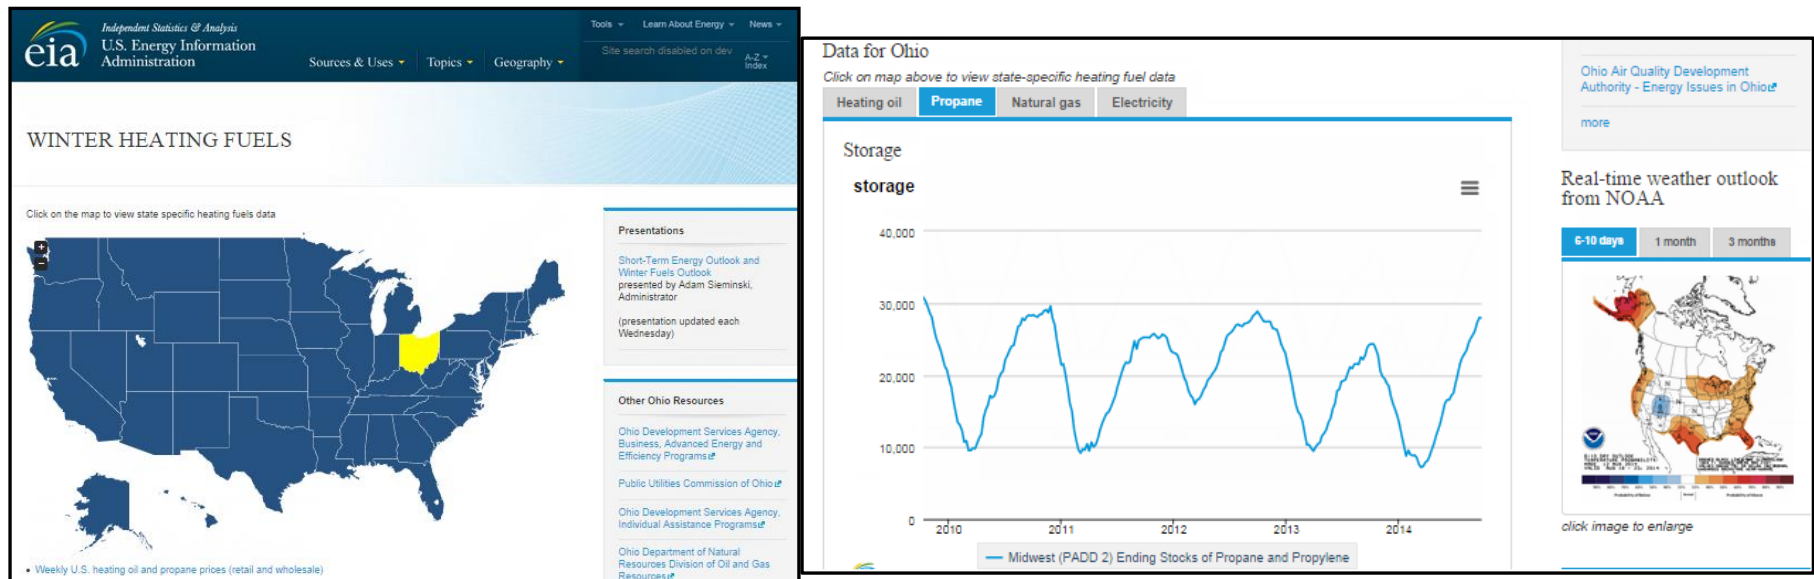 eia
Independent Statistics & Analysis
U.S. Energy Information
Administration
Tools
Learn About Energy
News
Site search disabled on dev
A-Z
Index
Sources & Uses
Topics
Geography
WINTER HEATING FUELS
Click on the map to view state specific heating fuels data
+
-
Presentations
Short-Term Energy Outlook and
Winter Fuels Outlook
presented by Adam Sieminski,
Administrator
(presentation updated each
Wednesday)
Other Ohio Resources
Ohio Development Services Agency,
Business, Advanced Energy and
Efficiency Programs
Public Utilities Commission of Ohio
Ohio Development Services Agency,
Individual Assistance Programs
Ohio Department of Natural
Resources Division of Oil and Gas
Resources
• Weekly U.S. heating oil and propane prices (retail and wholesale)
Data for Ohio
Click on map above to view state-specific heating fuel data
Heating oil
Propane
Natural gas
Electricity
Storage
storage
40,000
30,000
20,000
10,000
0
2010
2011
2012
2013
2014
Midwest (PADD 2) Ending Stocks of Propane and Propylene
Ohio Air Quality Development
Authority - Energy Issues in Ohio
more
Real-time weather outlook
from NOAA
6-10 days
1 month
3 months
click image to enlarge